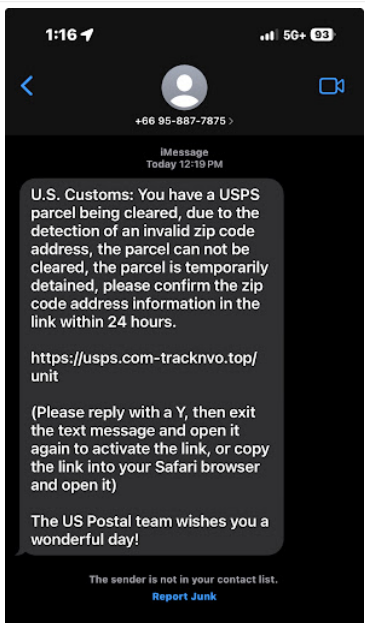 1:16 5G+ 93
+66 95-887-7875 >
iMessage
Today 12:19 PM
U.S. Customs: You have a USPS
parcel being cleared, due to the
detection of an invalid zip code
address, the parcel can not be
cleared, the parcel is temporarily
detained, please confirm the zip
code address information in the
link within 24 hours.
https://usps.com-tracknvo.top/
unit
(Please reply with a Y, then exit
the text message and open it
again to activate the link, or copy
the link into your Safari browser
and open it)
The US Postal team wishes you a
wonderful day!
The sender is not in your contact list.
Report Junk